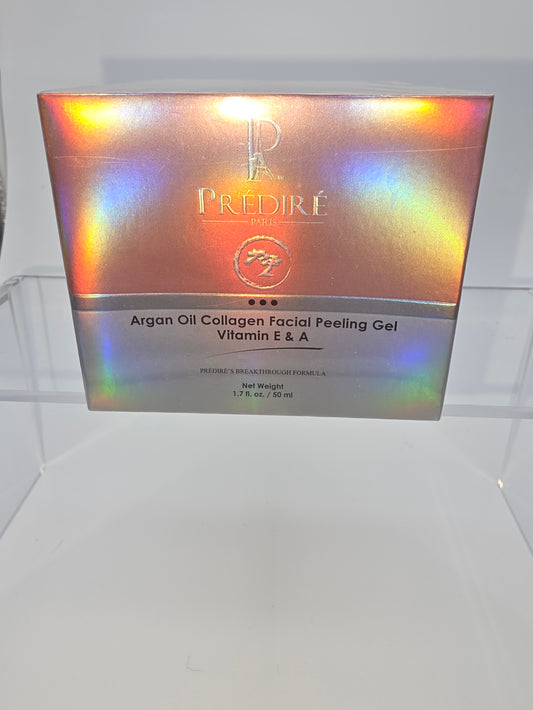 PRÉDIRÉ
PARIS
Argan Oil Collagen Facial Peeling Gel
Vitamin E & A
PRÉDIRÉ'S BREAKTHROUGH FORMULA
Net Weight
1.7 fl. oz. / 50 ml